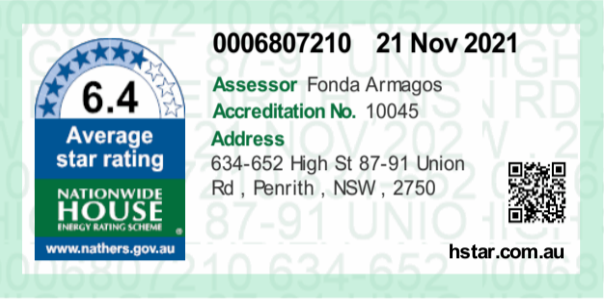 0006807210 21 Nov 2021
6.4
Average
star rating
NATIONWIDE
HOUSE
ENERGY RATING SCHEME ®
www.nathers.gov.au
Assessor Fonda Armagos
Accreditation No. 10045
Address
634-652 High St 87-91 Union
Rd , Penrith , NSW , 2750
hstar.com.au